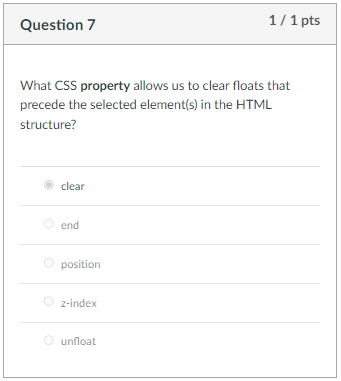 Question 7
1 / 1 pts
What CSS property allows us to clear floats that
precede the selected element(s) in the HTML
structure?
clear
end
position
z-index
unfloat